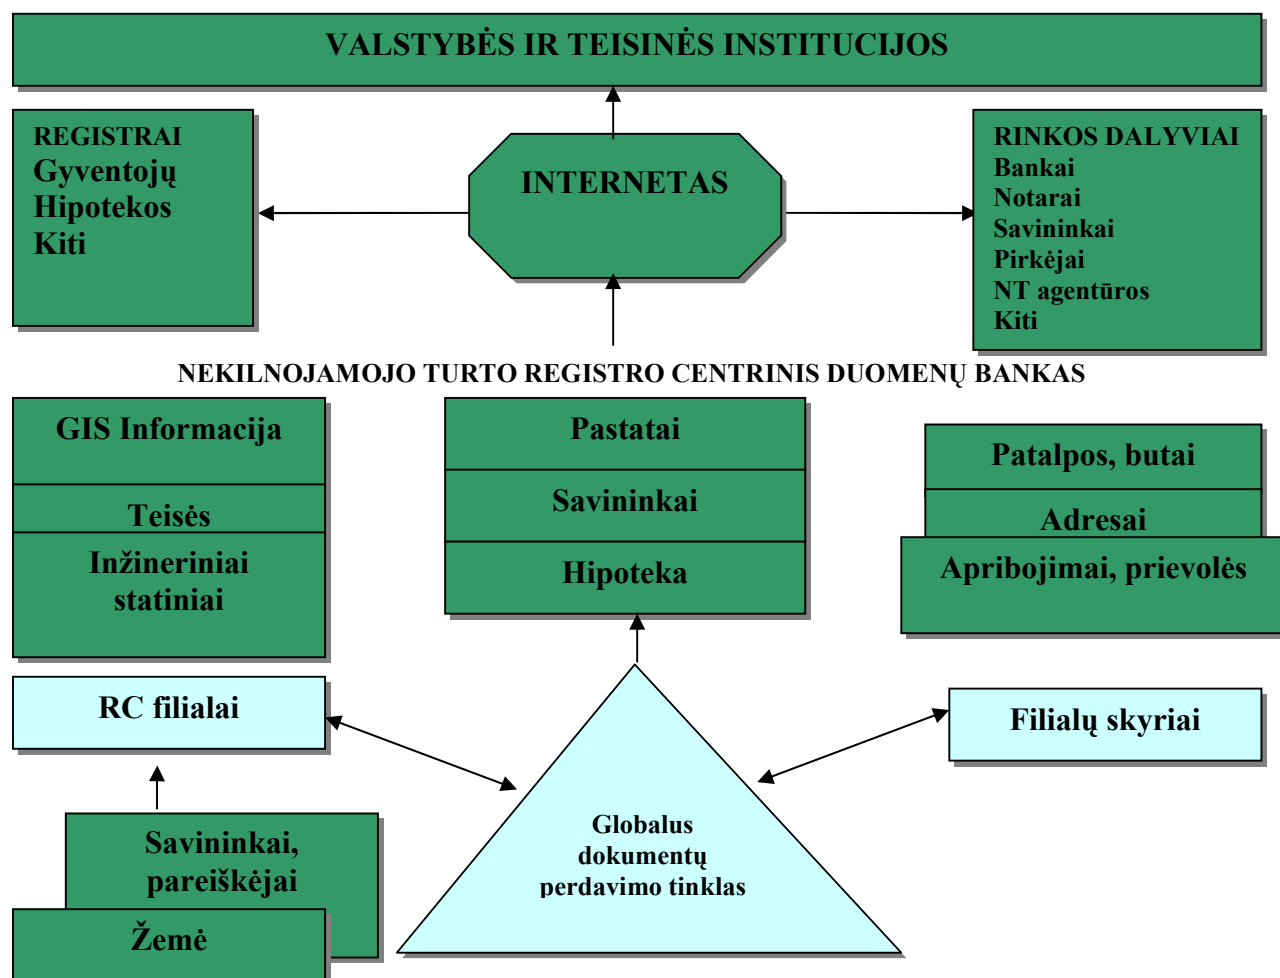 VALSTYBĖS IR TEISINĖS INSTITUCIJOS
REGISTRAI
Gyventojų
Hipotekos
Kiti
INTERNETAS
RINKOS DALYVIAI
Bankai
Notarai
Savininkai
Pirkėjai
NT agentūros
Kiti
NEKILNOJAMOJO TURTO REGISTRO CENTRINIS DUOMENŲ BANKAS
GIS Informacija
Teisės
Inžineriniai
statiniai
Pastatai
Savininkai
Hipoteka
Patalpos, butai
Adresai
Apribojimai, prievolės
RC filialai
Filialų skyriai
Savininkai,
pareiškėjai
Žemė
Globalus
dokumentų
perdavimo tinklas